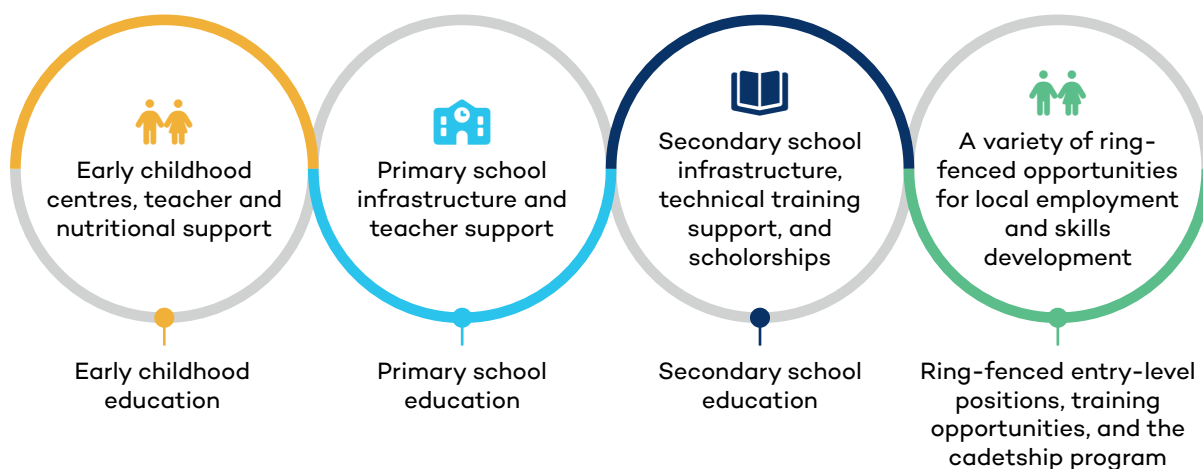 Early childhood
centres, teacher and
nutritional support
Primary school
infrastructure and
teacher support
Secondary school
infrastructure,
technical training
support, and
scholorships
A variety of ring-
fenced opportunities
for local employment
and skills
development
Early childhood
education
Primary school
education
Secondary school
education
Ring-fenced entry-level
positions, training
opportunities, and the
cadetship program